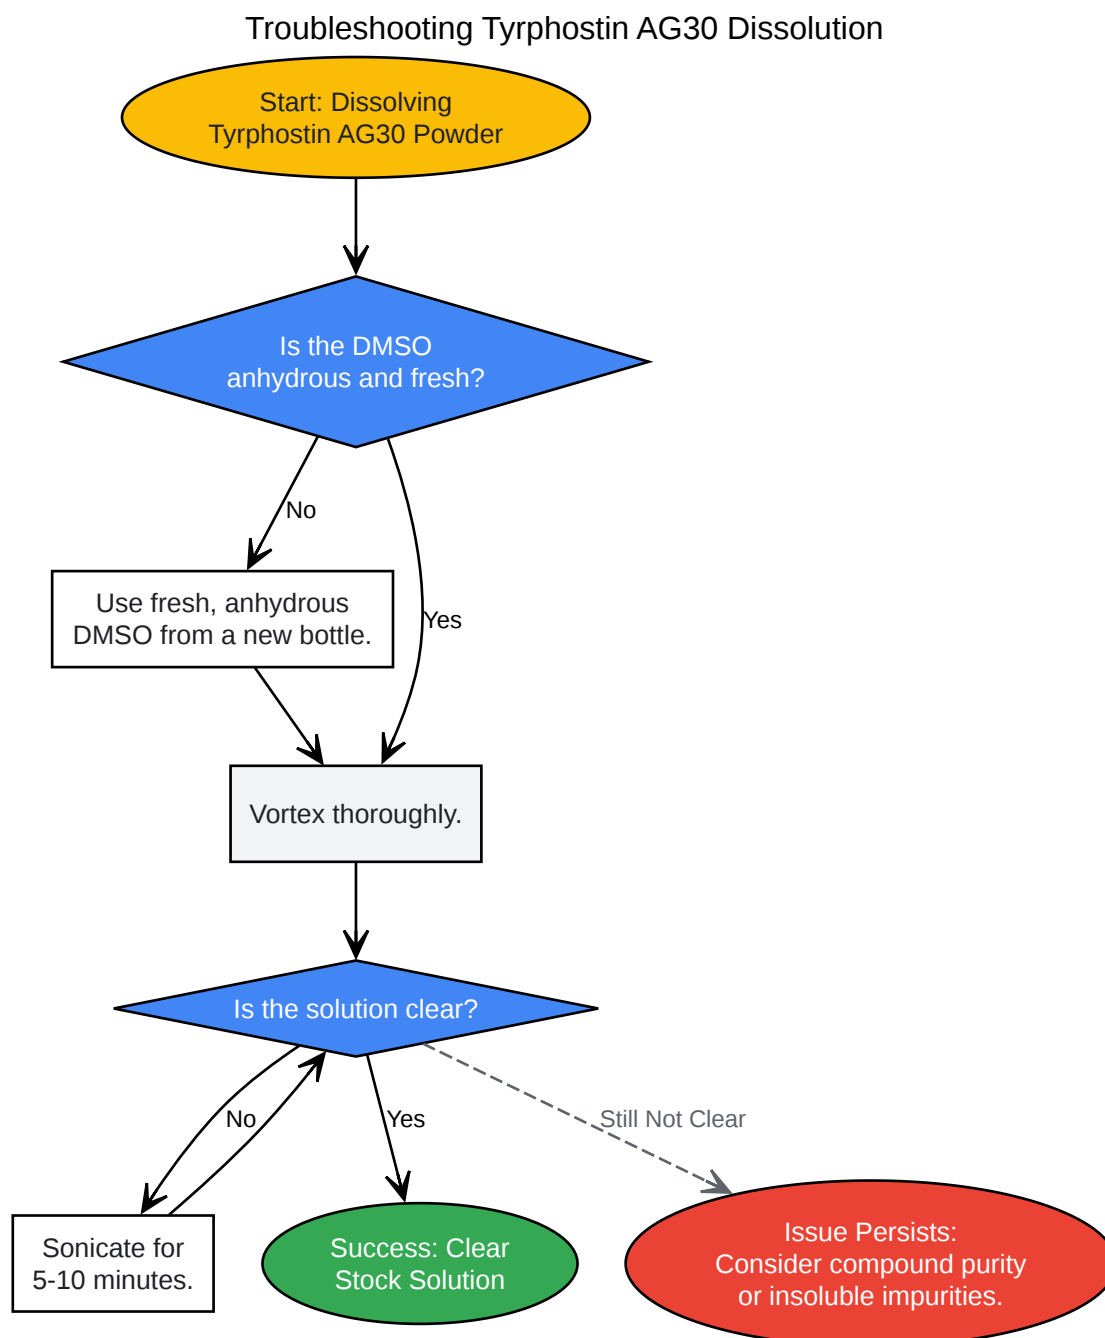 Troubleshooting Tyrphostin AG30 Dissolution
Start: Dissolving
Tyrphostin AG30 Powder
Is the DMSO
anhydrous and fresh?
No
Use fresh, anhydrous
DMSO from a new bottle.
Yes
Vortex thoroughly.
Is the solution clear?
No
Yes
Still Not Clear
Sonicate for
5-10 minutes.
Success: Clear
Stock Solution
Issue Persists:
Consider compound purity
or insoluble impurities.